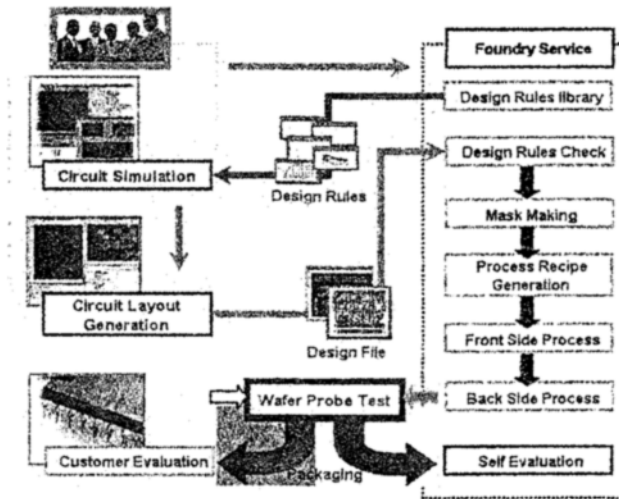 Foundry Service
Design Rules library
Design Rules Check
Circuit Simulation
Design Rules
Mask Making
Process Recipe
Generation
Circuit Layout
Generation
Design File
Front Side Process
Wafer Probe Test
Back Side Process
Customer Evaluation
Packaging
Self Evaluation